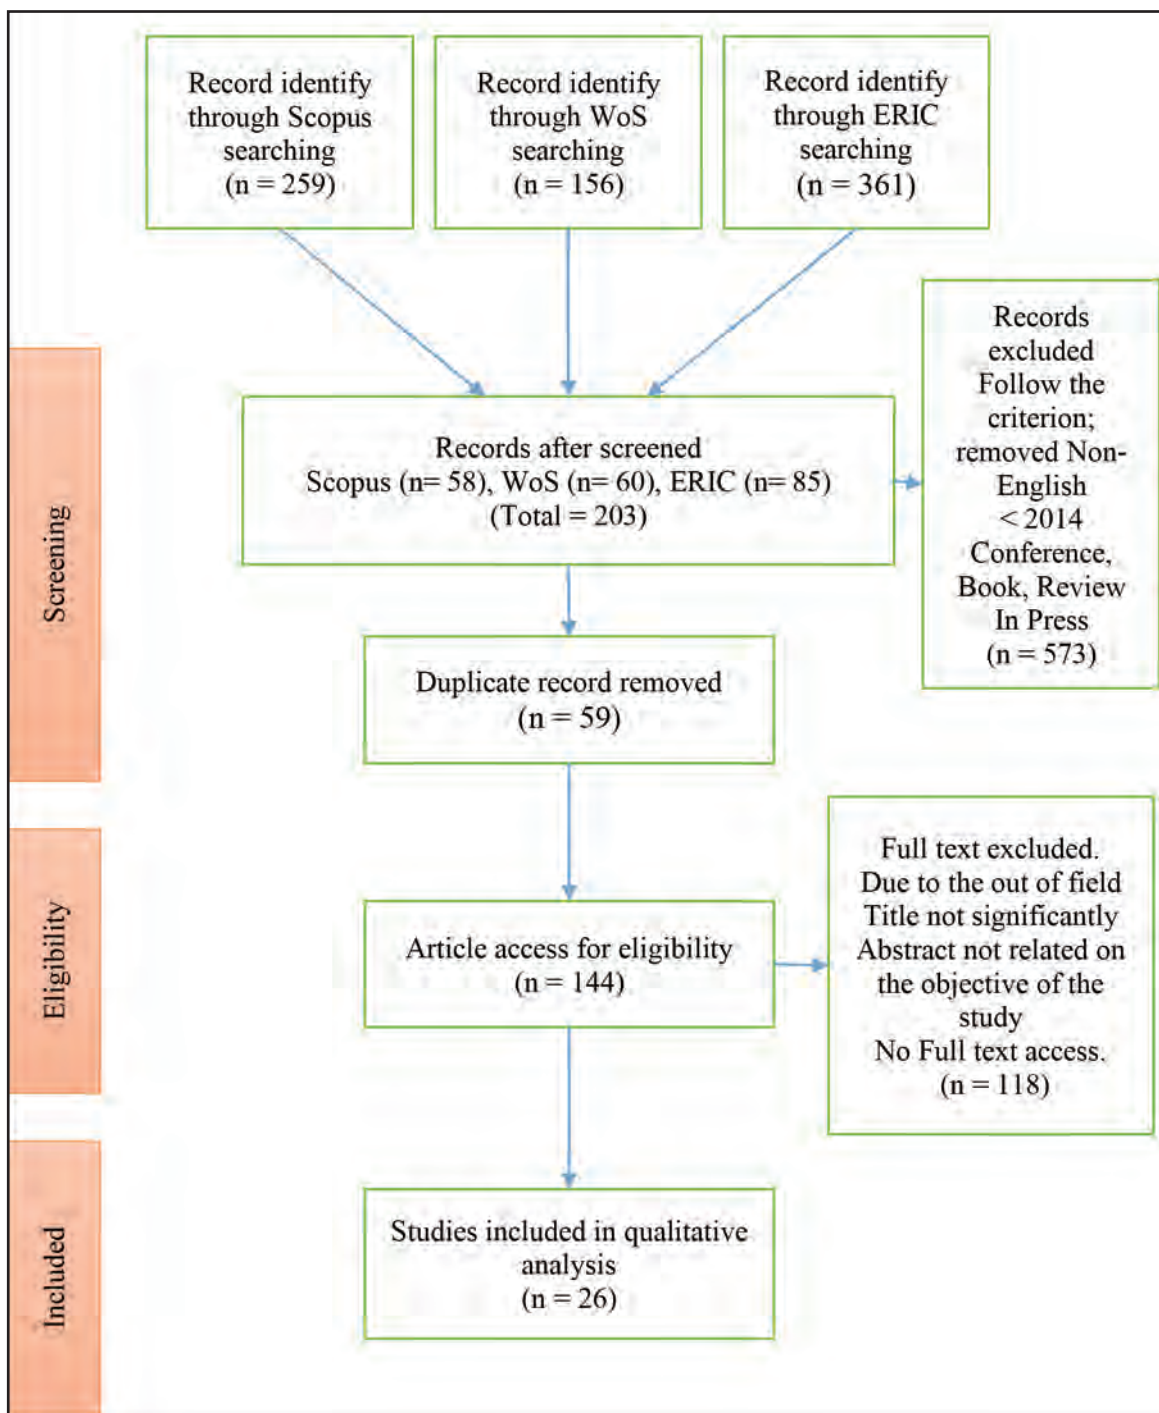 Record identify
through Scopus
searching
(n = 259)
Record identify
through WoS
searching
(n = 156)
Record identify
through ERIC
searching
(n = 361)
Records
excluded
Follow the
criterion;
removed Non-
English
< 2014
Conference,
Book, Review
In Press
(n = 573)
Screening
Records after screened
Scopus (n= 58), WoS (n= 60), ERIC (n= 85)
(Total = 203)
Duplicate record removed
(n = 59)
Eligibility
Article access for eligibility
(n = 144)
Full text excluded.
Due to the out of field
Title not significantly
Abstract not related on
the objective of the
study
No Full text access.
(n = 118)
Included
Studies included in qualitative
analysis
(n = 26)